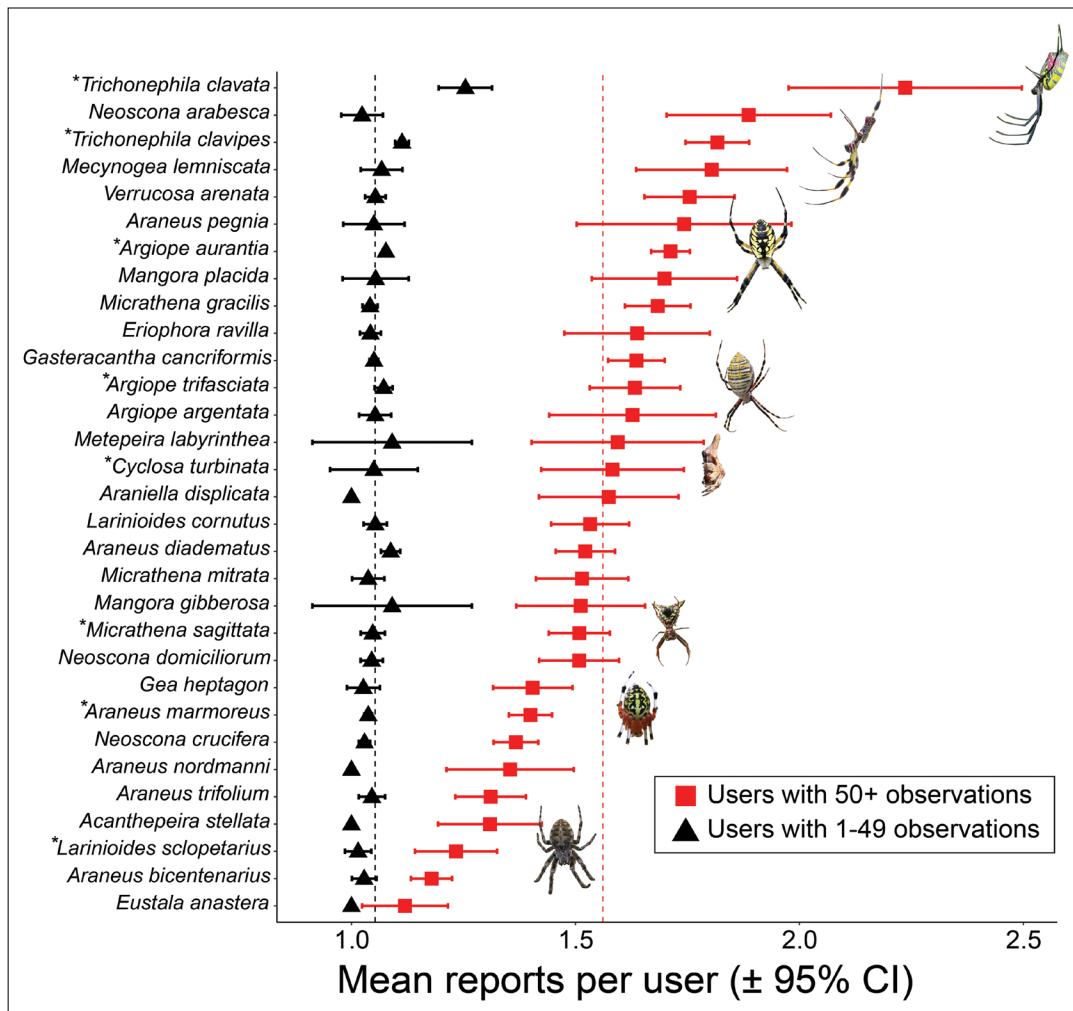 *Trichonephila clavata
Neoscona arabesca
*Trichonephila clavipes
Mecynogea lemniscata
Verrucosa arenata
Araneus pegnia
*Argiope aurantia
Mangora placida
Micrathena gracilis
Eriophora ravilla
Gasteracantha cancriformis
*Argiope trifasciata
Argiope argentata
Metepeira labyrinthea
*Cyclosa turbinata
Araniella displicata
Larinioides cornutus
Araneus diadematus
Micrathena mitrata
Mangora gibberosa
*Micrathena sagittata
Neoscona domiciliorum
Gea heptagon
*Araneus marmoreus
Neoscona crucifera
Araneus nordmanni
Araneus trifolium
Acanthepeira stellata
*Larinioides sclopetarius
Araneus bicentenarius
Eustala anastera
Users with 50+ observations
Users with 1-49 observations
1.0 1.5 2.0 2.5
Mean reports per user (± 95% CI)